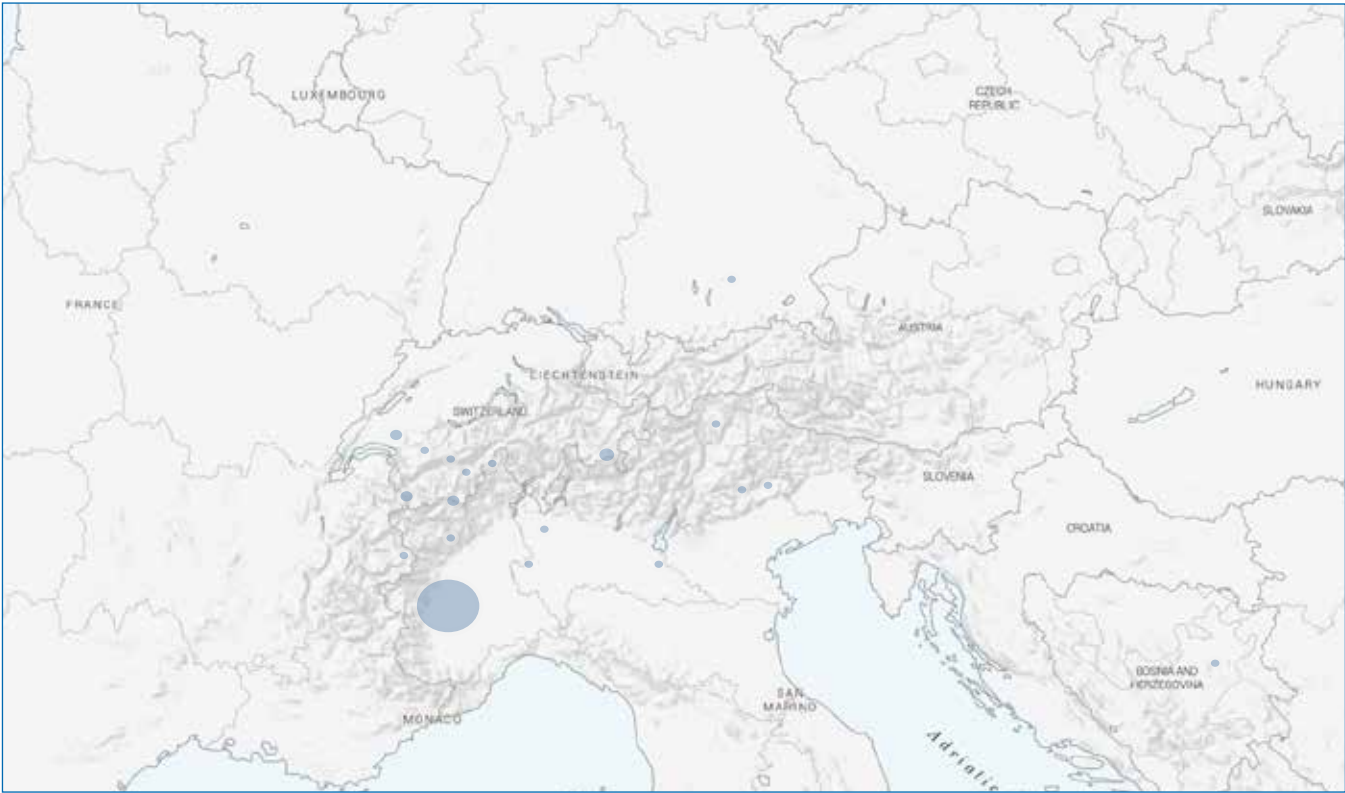 LUXEMBOURG
CZECH
REPUBLIC
SLOVAKIA
FRANCE
AUSTRIA
LIECHTENSTEIN
HUNGARY
SWITZERLAND
SLOVENIA
CROATIA
BOSNIA AND
HERZEGOVINA
SAN
MARINO
MONACO
Adriatic